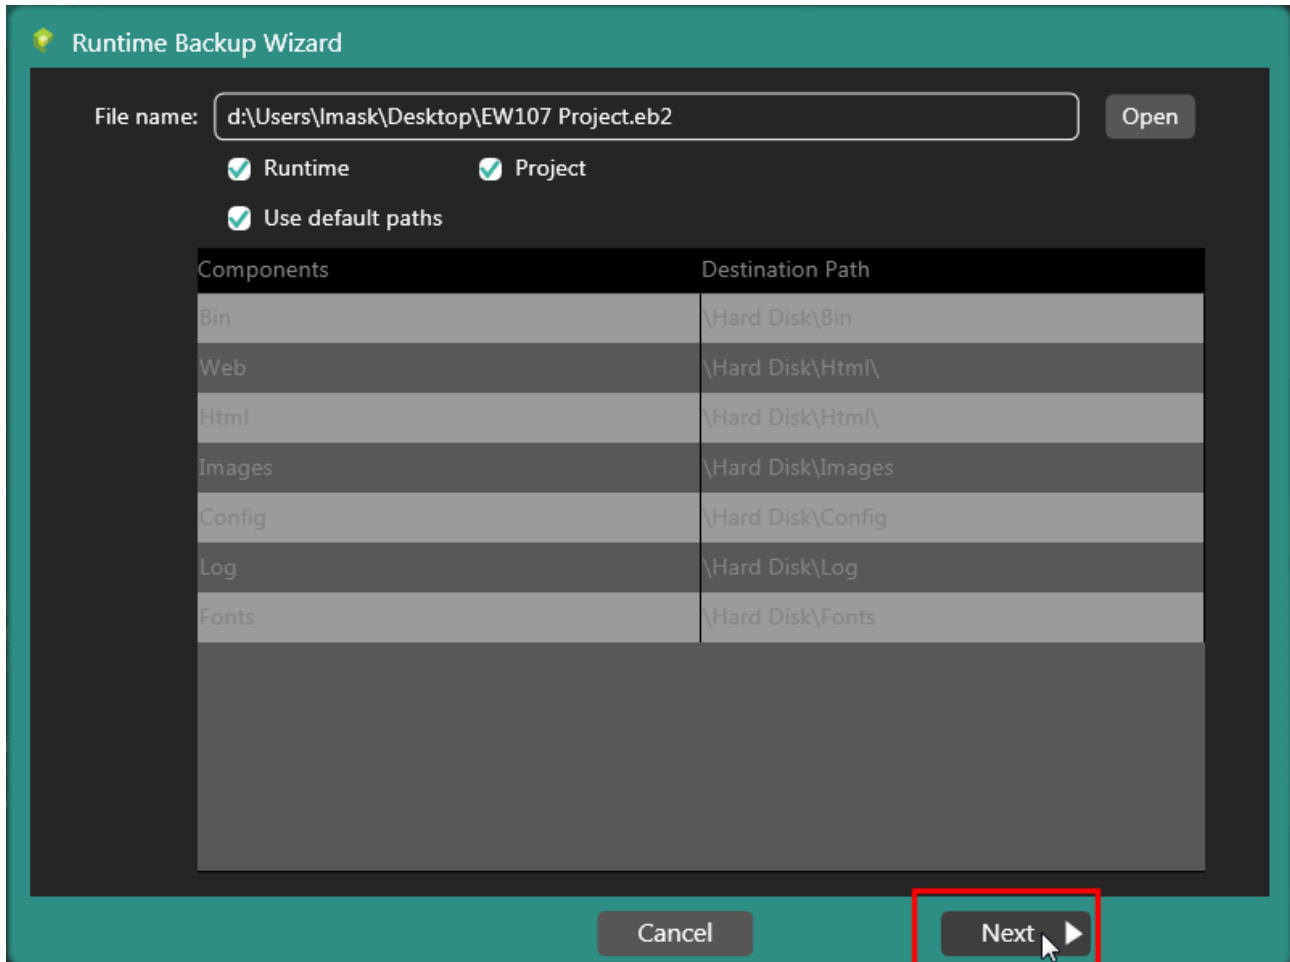 Runtime Backup Wizard
File name: d:\Users\lmask\Desktop\EW107 Project.eb2 Open
Runtime Project
Use default paths
Components Destination Path
Bin \Hard Disk\Bin
Web \Hard Disk\Html\
Html \Hard Disk\Html\
Images \Hard Disk\Images
Config \Hard Disk\Config
Log \Hard Disk\Log
Fonts \Hard Disk\Fonts
Cancel Next